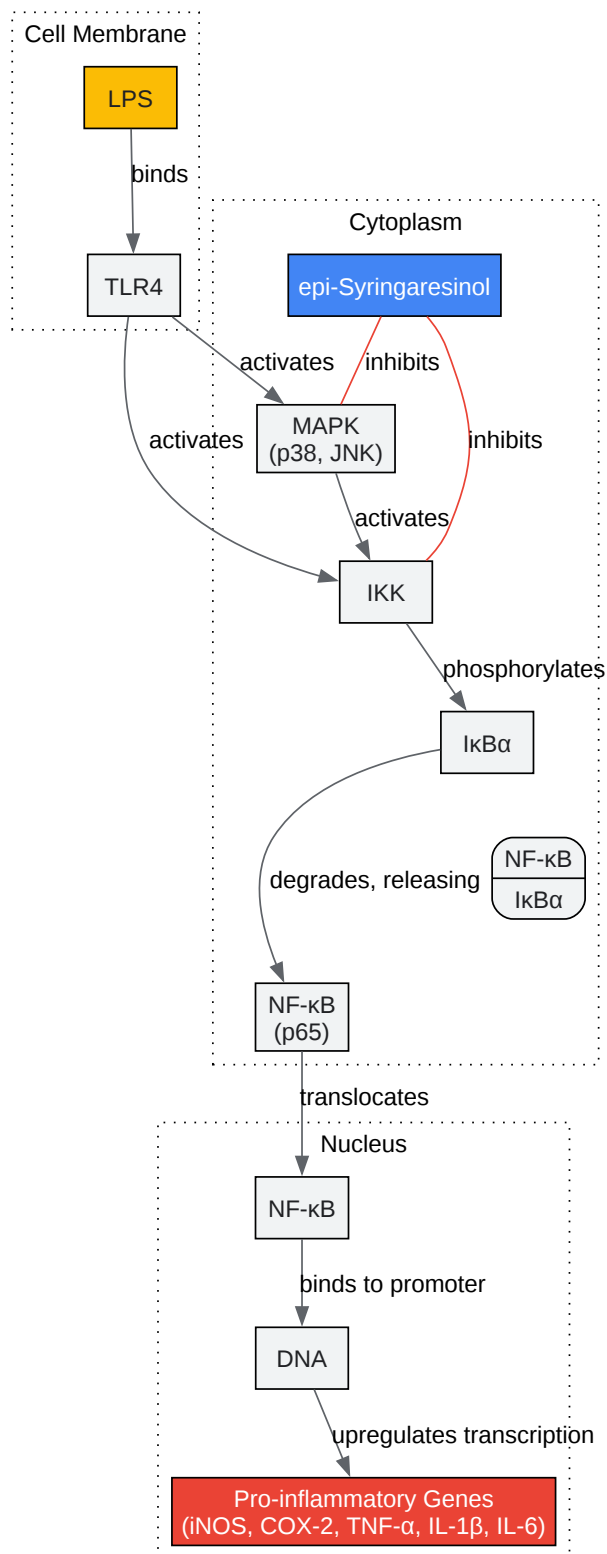 Cell Membrane
LPS
binds
Cytoplasm
TLR4
epi-Syringaresinol
activates
inhibits
MAPK
(p38, JNK)
activates
inhibits
activates
IKK
phosphorylates
IκBα
NF-κB
degrades, releasing
IκBα
NF-κB
(p65)
translocates
Nucleus
NF-κB
binds to promoter
DNA
upregulates transcription
Pro-inflammatory Genes
(iNOS, COX-2, TNF-α, IL-1β, IL-6)